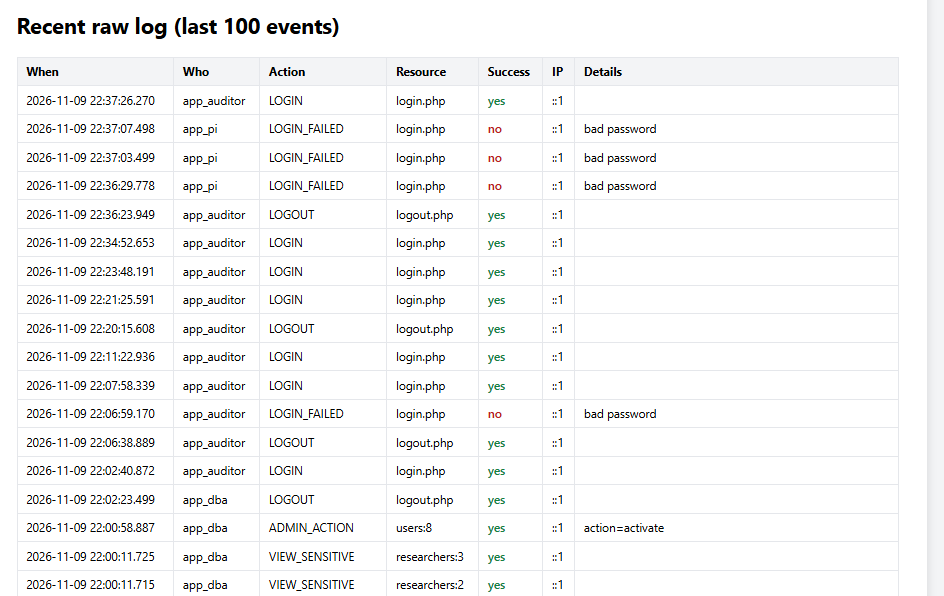 Recent raw log (last 100 events)
When Who Action Resource Success IP Details
2026-11-09 22:37:26.270 app_auditor LOGIN login.php yes ::1
2026-11-09 22:37:07.498 app_pi LOGIN_FAILED login.php no ::1 bad password
2026-11-09 22:37:03.499 app_pi LOGIN_FAILED login.php no ::1 bad password
2026-11-09 22:36:29.778 app_pi LOGIN_FAILED login.php no ::1 bad password
2026-11-09 22:36:23.949 app_auditor LOGOUT logout.php yes ::1
2026-11-09 22:34:52.653 app_auditor LOGIN login.php yes ::1
2026-11-09 22:23:48.191 app_auditor LOGIN login.php yes ::1
2026-11-09 22:21:25.591 app_auditor LOGIN login.php yes ::1
2026-11-09 22:20:15.608 app_auditor LOGOUT logout.php yes ::1
2026-11-09 22:11:22.936 app_auditor LOGIN login.php yes ::1
2026-11-09 22:07:58.339 app_auditor LOGIN login.php yes ::1
2026-11-09 22:06:59.170 app_auditor LOGIN_FAILED login.php no ::1 bad password
2026-11-09 22:06:38.889 app_auditor LOGOUT logout.php yes ::1
2026-11-09 22:02:40.872 app_auditor LOGIN login.php yes ::1
2026-11-09 22:02:23.499 app_dba LOGOUT logout.php yes ::1
2026-11-09 22:00:58.887 app_dba ADMIN_ACTION users:8 yes ::1 action=activate
2026-11-09 22:00:11.725 app_dba VIEW_SENSITIVE researchers:3 yes ::1
2026-11-09 22:00:11.715 app_dba VIEW_SENSITIVE researchers:2 yes ::1